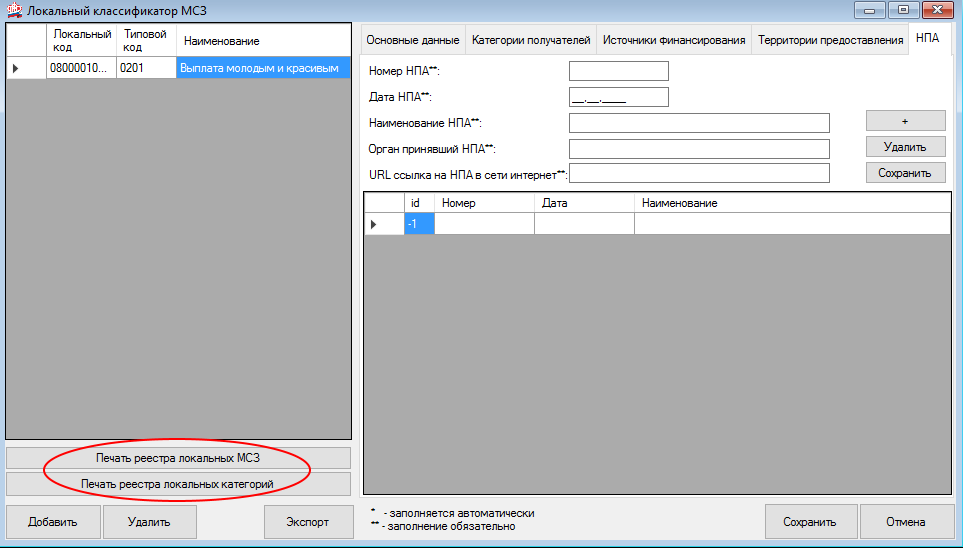 Локальный классификатор МСЗ
Локальный код
Типовой код
Наименование
08000010...
0201
Выплата молодым и красивым
Печать реестра локальных МСЗ
Печать реестра локальных категорий
Добавить
Удалить
Экспорт
Основные данные
Категории получателей
Источники финансирования
Территории предоставления
НПА
Номер НПА**:
Дата НПА**:
__.__.____
Наименование НПА**:
+
Орган принявший НПА**:
Удалить
URL ссылка на НПА в сети интернет**:
Сохранить
id
Номер
Дата
Наименование
-1
* - заполняется автоматически
** - заполнение обязательно
Сохранить
Отмена